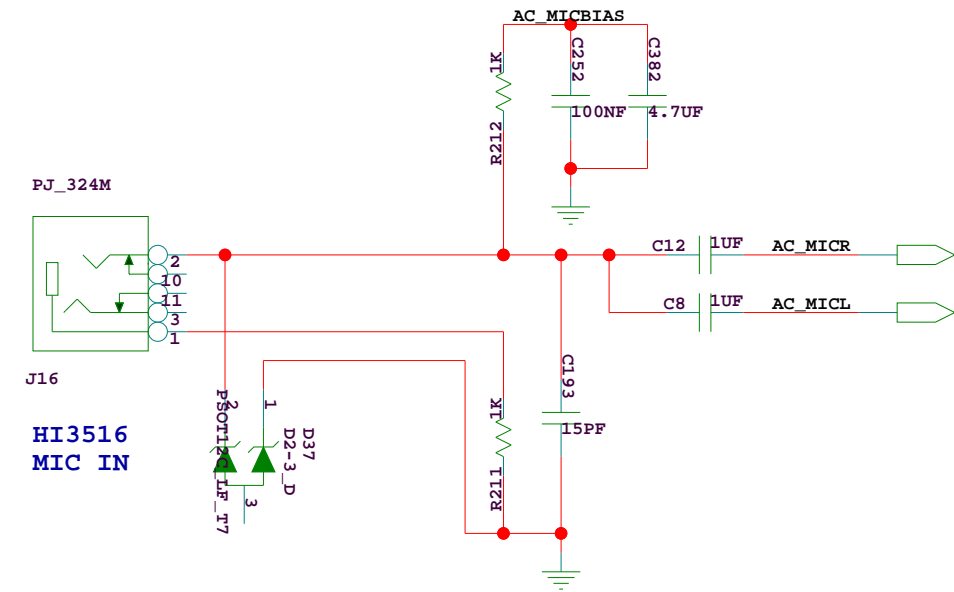 AC_MICBIAS
1K
C252
C382
100NF
4.7UF
R212
PJ_324M
2
10
11
3
1
C12
1UF
AC_MICR
C8
1UF
AC_MICL
J16
HI3516
MIC IN
PSOT12C_LF_T7
2
1
D2-3_D
D37
3
1K
R211
C193
15PF